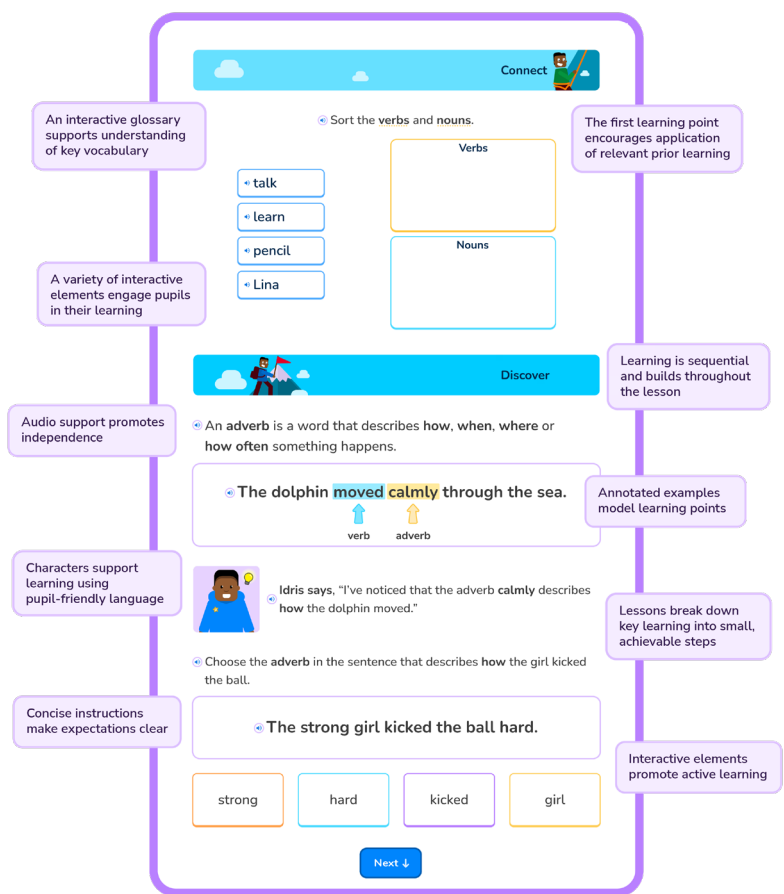 Connect
An interactive glossary
supports understanding
of key vocabulary
The first learning point
encourages application
of relevant prior learning
Sort the verbs and nouns.
Verbs
talk
learn
pencil
Lina
Nouns
A variety of interactive
elements engage pupils
in their learning
Discover
Learning is sequential
and builds throughout
the lesson
Audio support promotes
independence
An adverb is a word that describes how, when, where or
how often something happens.
The dolphin moved calmly through the sea.
verb
adverb
Annotated examples
model learning points
Characters support
learning using
pupil-friendly language
Idris says, “I’ve noticed that the adverb calmly describes
how the dolphin moved.”
Lessons break down
key learning into small,
achievable steps
Choose the adverb in the sentence that describes how the girl kicked
the ball.
Concise instructions
make expectations clear
The strong girl kicked the ball hard.
Interactive elements
promote active learning
strong
hard
kicked
girl
Next ↓